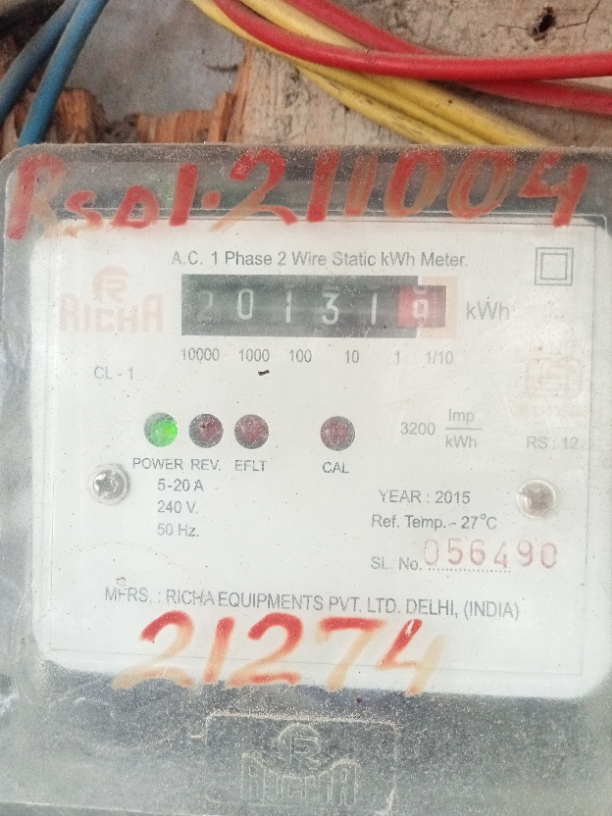 RSD1.211004
A.C. 1 Phase 2 Wire Static kWh Meter.
RICHA
20131 kWh
10000 1000 100 10 1 1/10
CL - 1
3200 Imp/kWh
RS : 12
POWER REV. EFLT CAL
5-20 A
240 V.
50 Hz.
YEAR : 2015
Ref. Temp. - 27°C
SL. No. 056490
MFRS. : RICHA EQUIPMENTS PVT. LTD. DELHI, (INDIA)
21274
RICHA